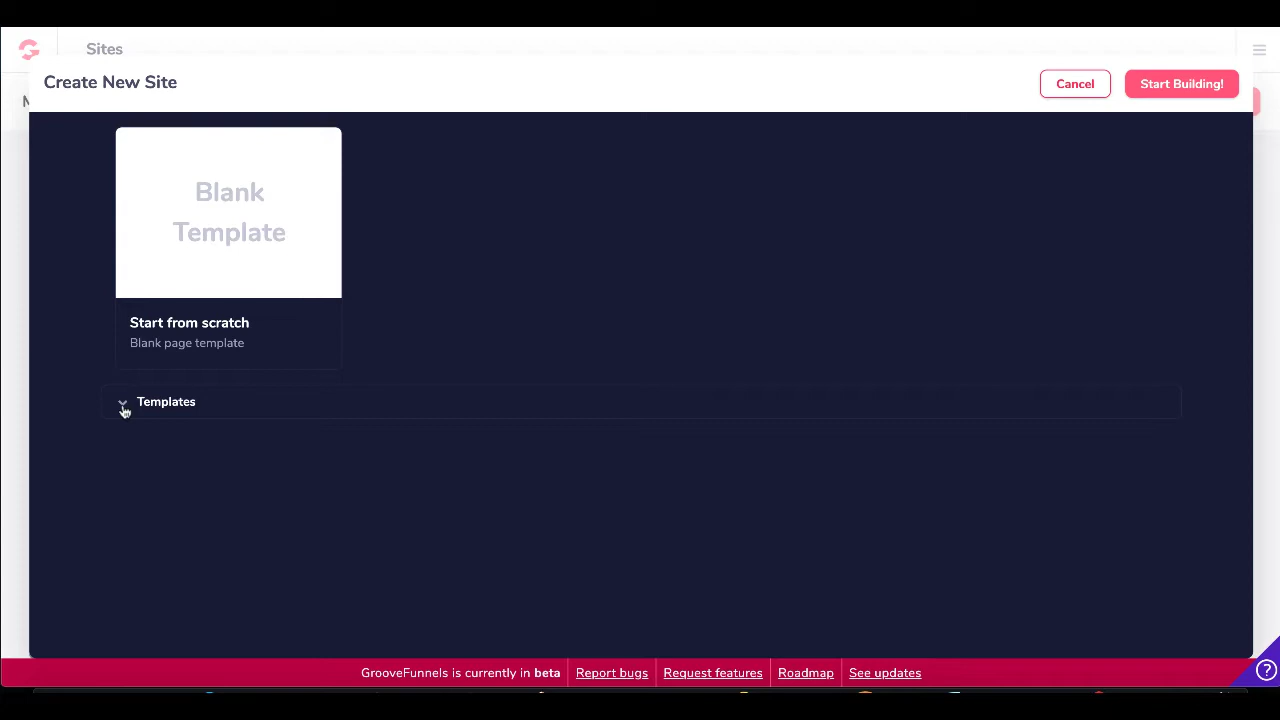 Sites
Create New Site
Cancel
Start Building!
Blank
Template
Start from scratch
Blank page template
Templates
GrooveFunnels is currently in beta
Report bugs
Request features
Roadmap
See updates